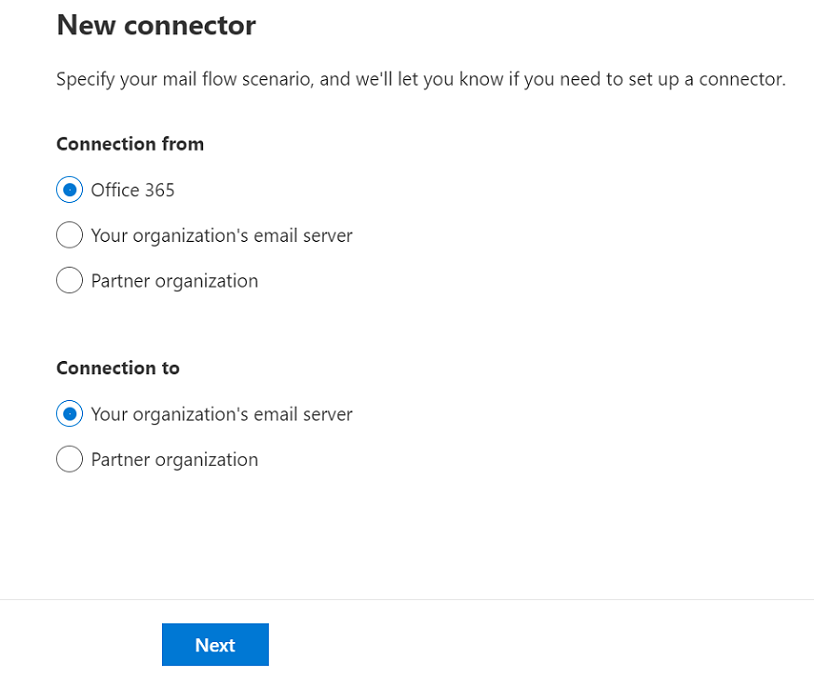 New connector
Specify your mail flow scenario, and we'll let you know if you need to set up a connector.
Connection from
Office 365
Your organization's email server
Partner organization
Connection to
Your organization's email server
Partner organization
Next